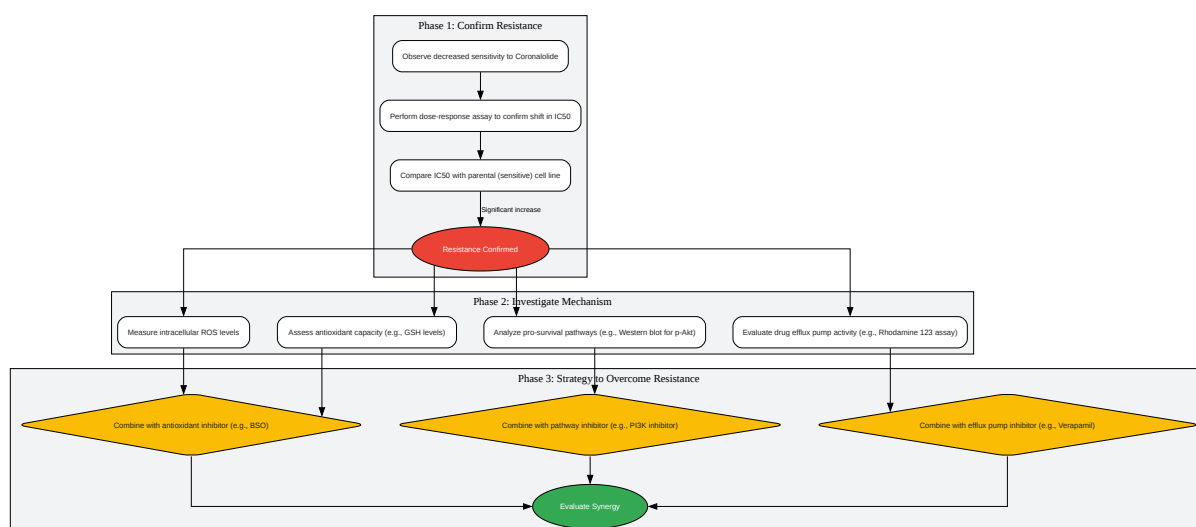 Phase 1: Confirm Resistance
Observe decreased sensitivity to Coronalolide
Perform dose-response assay to confirm shift in IC50
Compare IC50 with parental (sensitive) cell line
Significant increase
Resistance Confirmed
Phase 2: Investigate Mechanism
Measure intracellular ROS levels
Assess antioxidant capacity (e.g., GSH levels)
Analyze pro-survival pathways (e.g., Western blot for p-Akt)
Evaluate drug efflux pump activity (e.g., Rhodamine 123 assay)
Phase 3: Strategy to Overcome Resistance
Combine with antioxidant inhibitor (e.g., BSO)
Combine with pathway inhibitor (e.g., PI3K inhibitor)
Combine with efflux pump inhibitor (e.g., Verapamil)
Evaluate Synergy